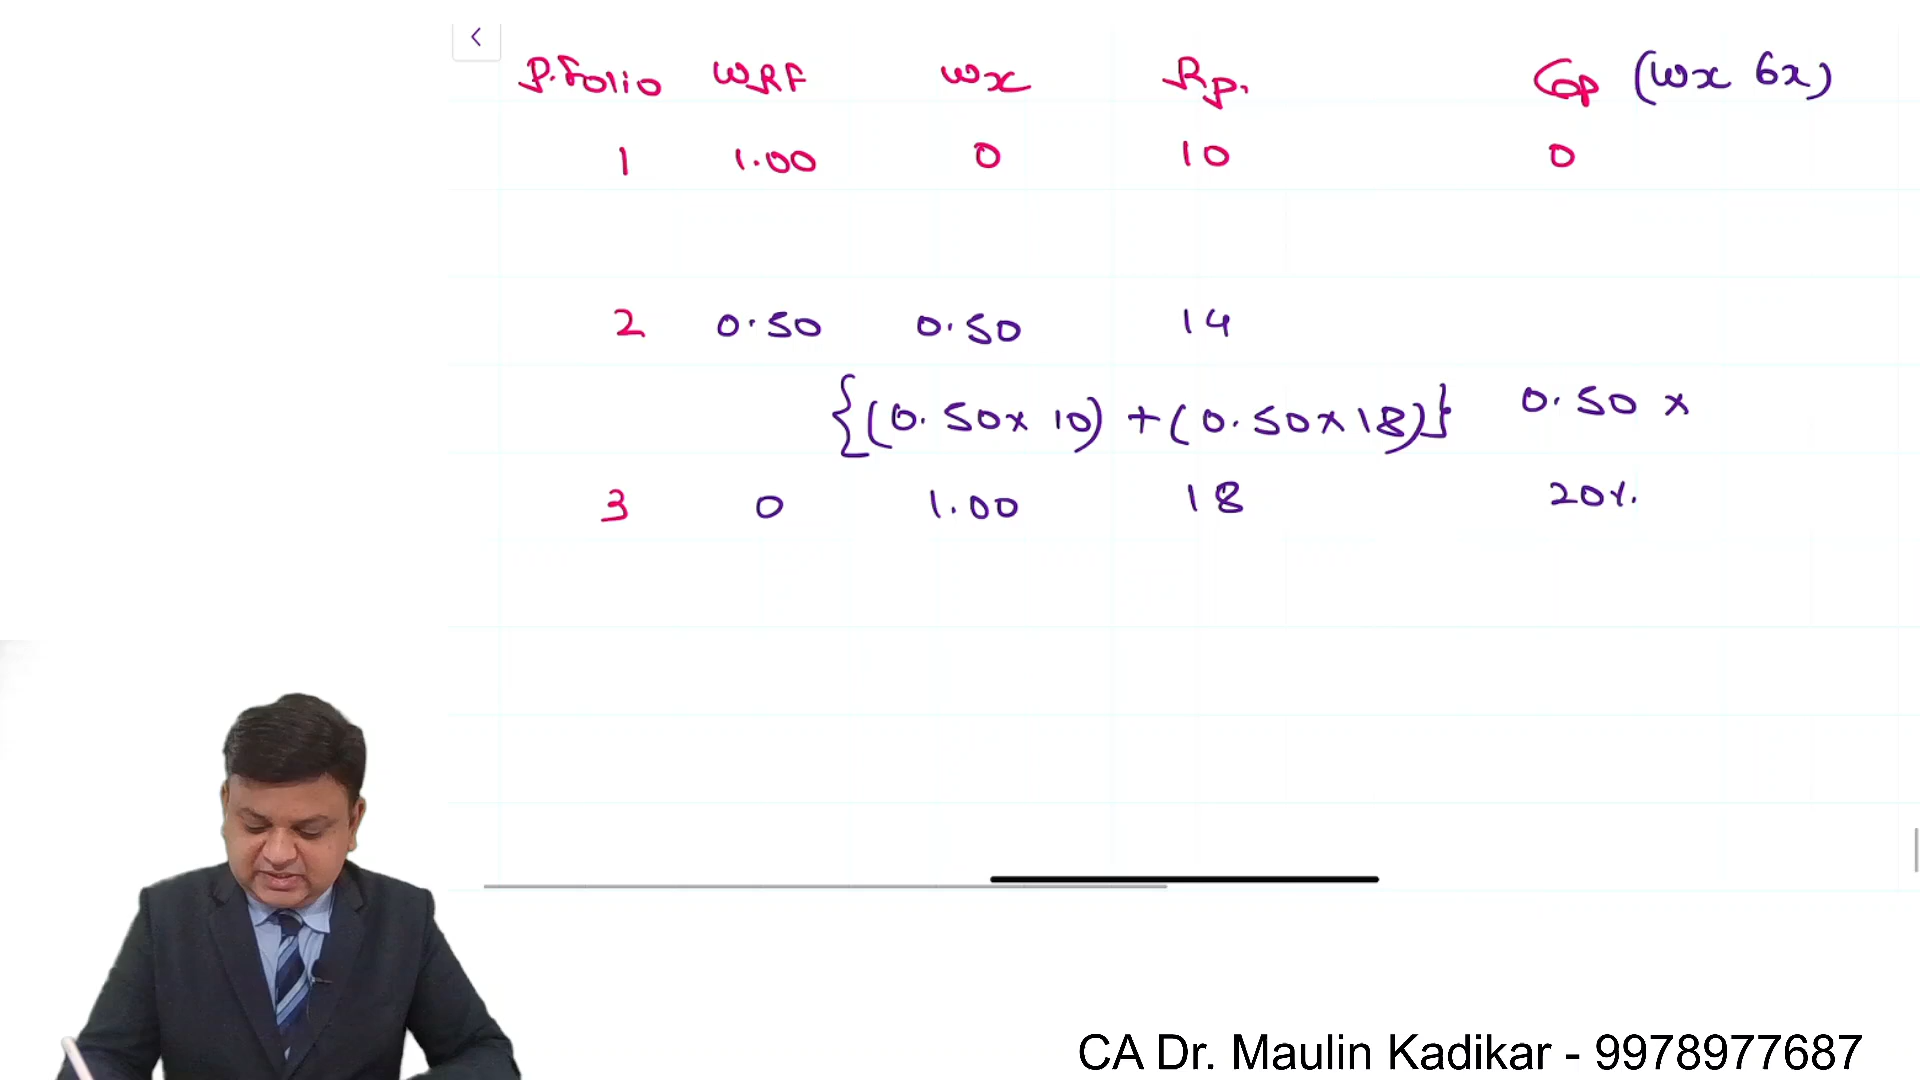 <
P.Folio WRF Wx Rp. σp (Wx σx)
1 1.00 0 10 0
2 0.50 0.50 14
{(0.50x 10) + (0.50x18)} 0.50 x
3 0 1.00 18 20%.
CA Dr. Maulin Kadikar - 9978977687